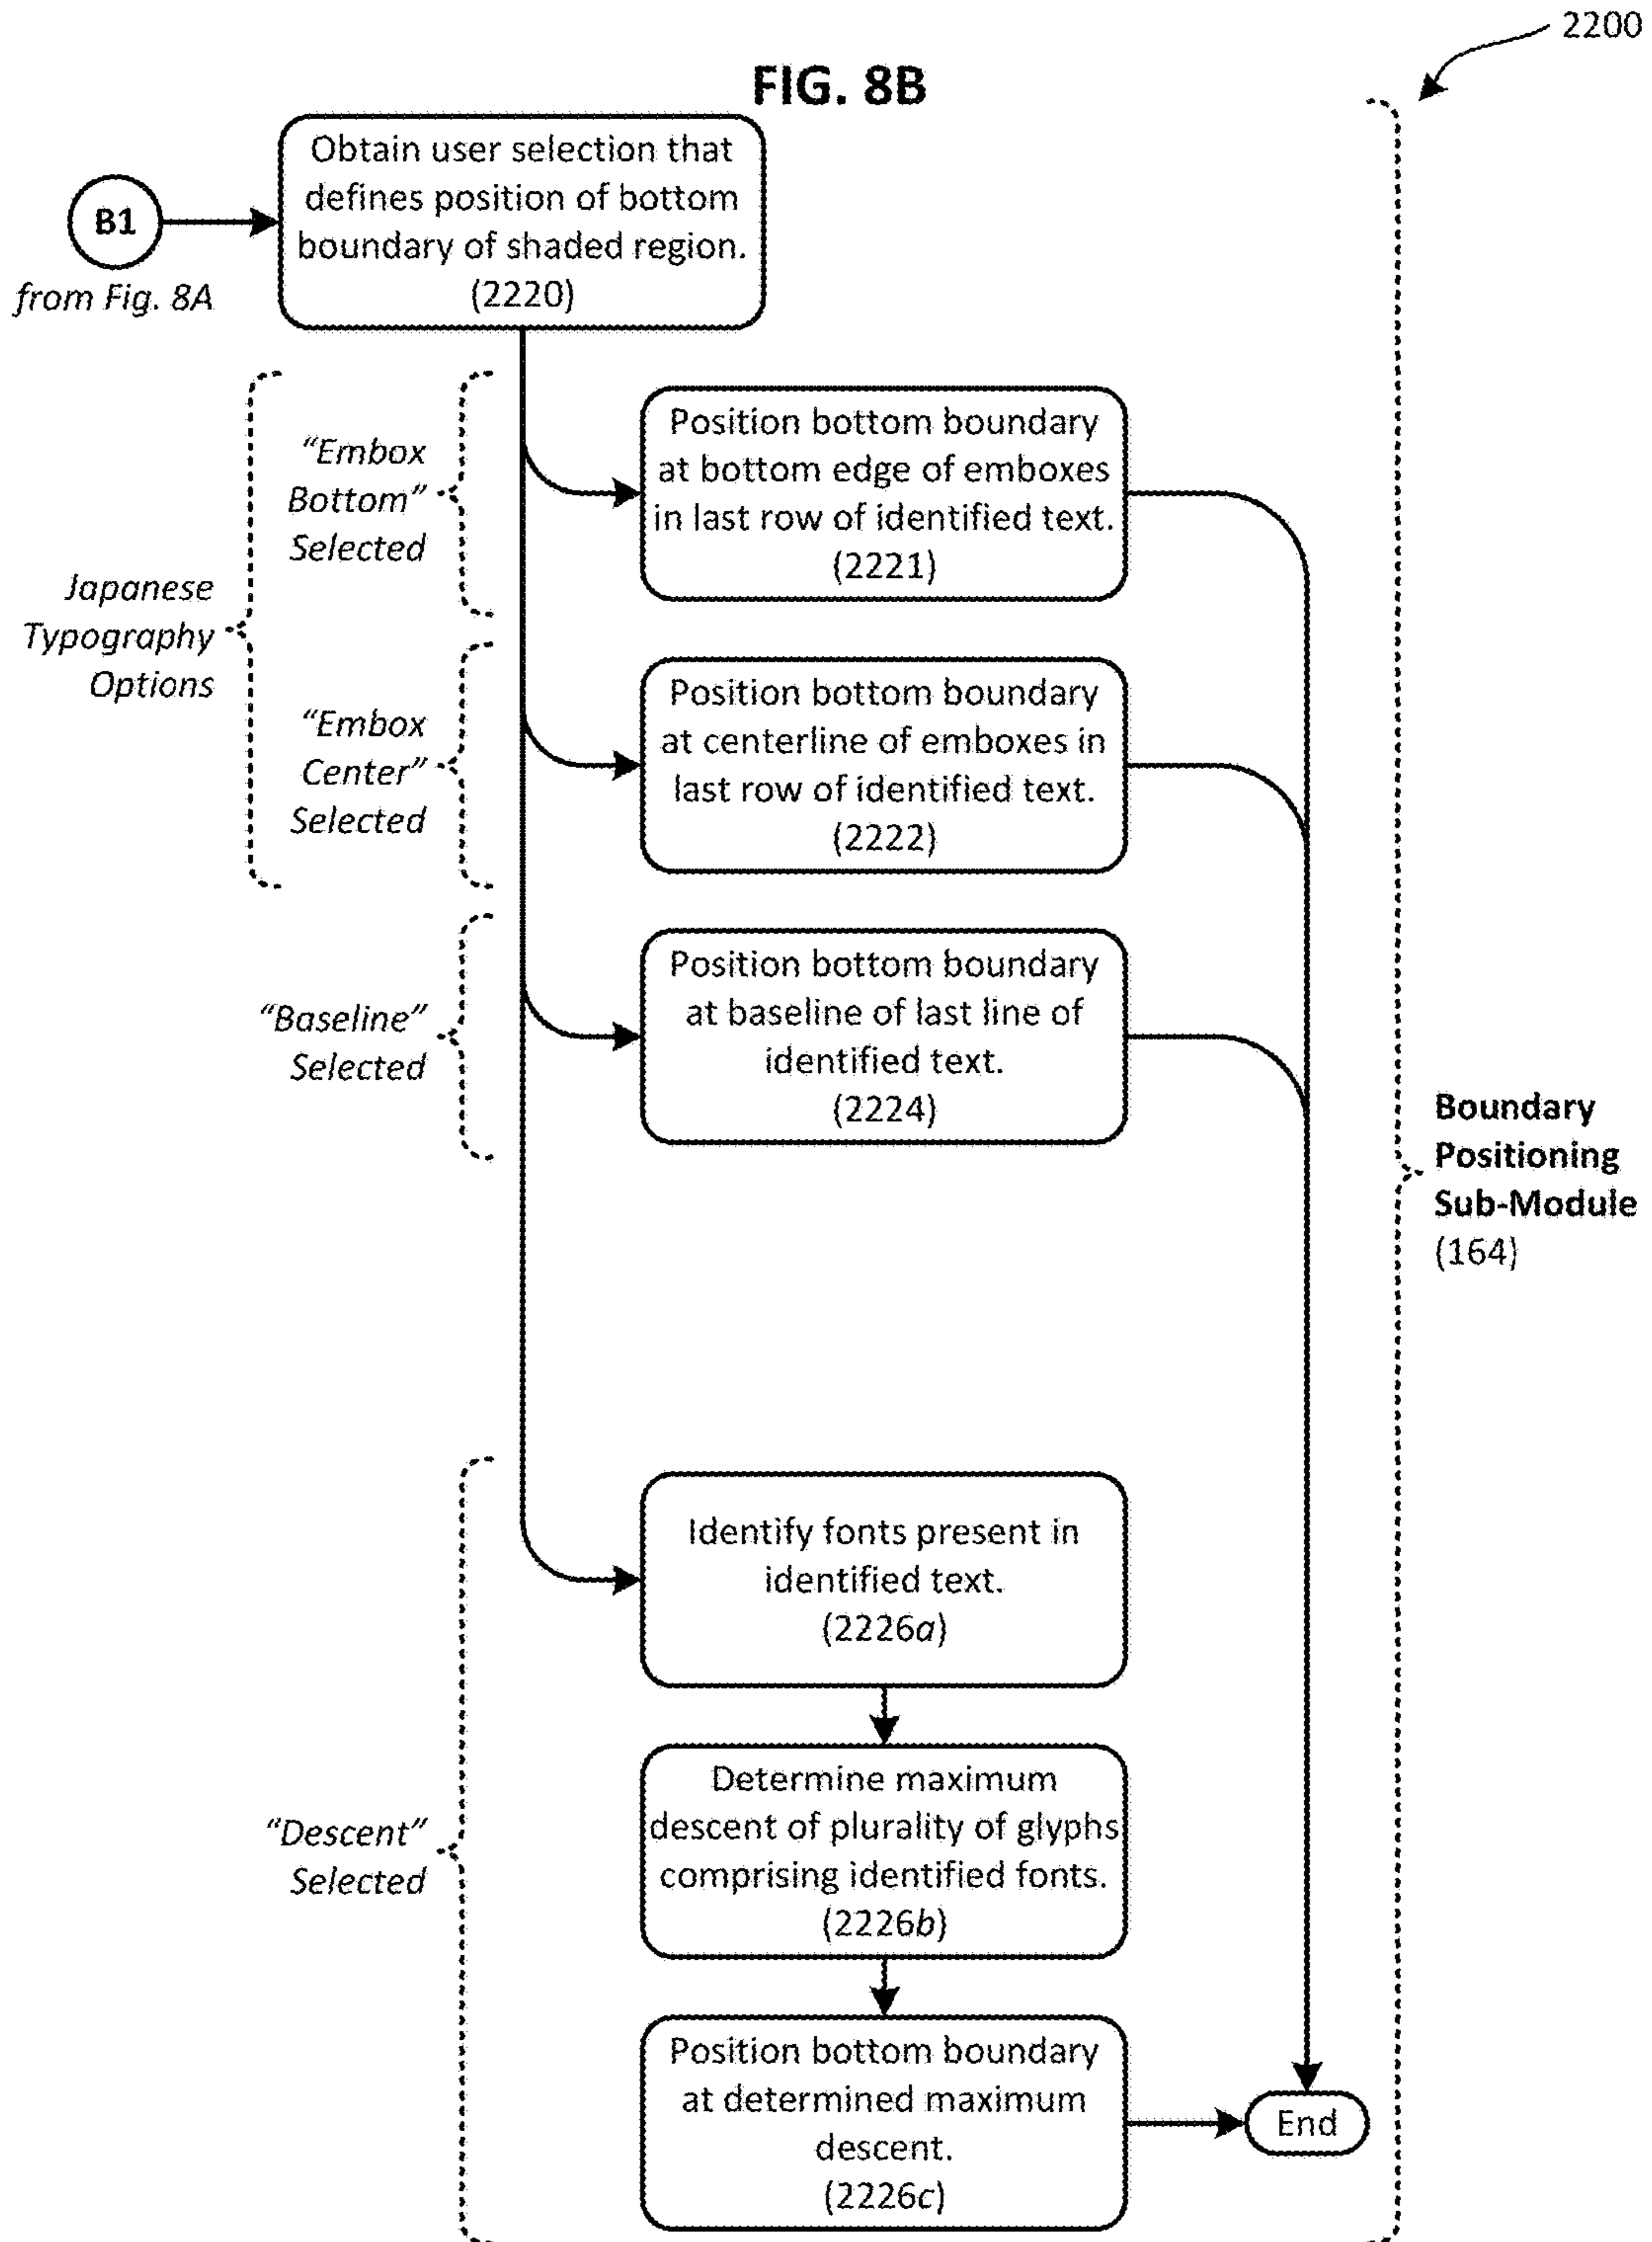 2200
FIG. 8B
Obtain user selection that
defines position of bottom
boundary of shaded region.
(2220)
B1
from Fig. 8A
Japanese
Typography
Options
“Embox
Bottom”
Selected
Position bottom boundary
at bottom edge of emboxes
in last row of identified text.
(2221)
“Embox
Center”
Selected
Position bottom boundary
at centerline of emboxes in
last row of identified text.
(2222)
“Baseline”
Selected
Position bottom boundary
at baseline of last line of
identified text.
(2224)
Boundary
Positioning
Sub-Module
(164)
“Descent”
Selected
Identify fonts present in
identified text.
(2226a)
Determine maximum
descent of plurality of glyphs
comprising identified fonts.
(2226b)
Position bottom boundary
at determined maximum
descent.
(2226c)
End